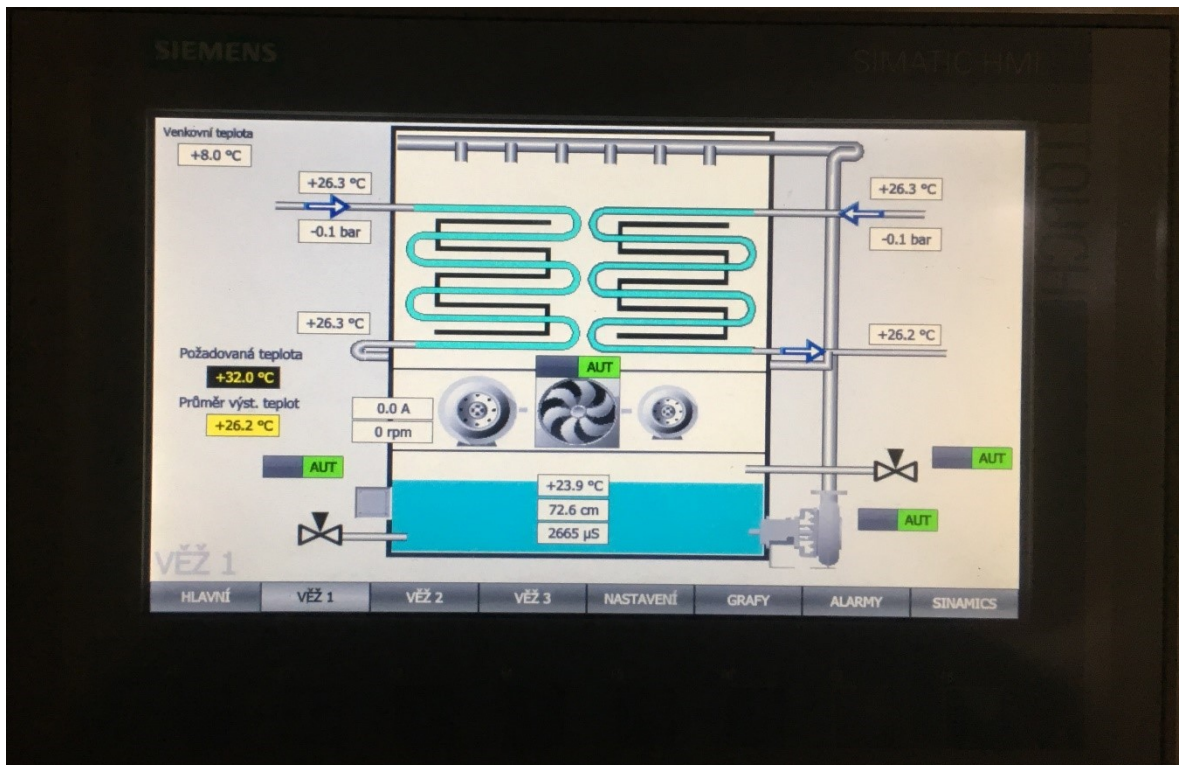 SIEMENS
SIMATIC HMI
TOUCH
Venkovní teplota
+8.0 °C
+26.3 °C
-0.1 bar
+26.3 °C
-0.1 bar
+26.3 °C
+26.2 °C
Požadovaná teplota
+32.0 °C
Průměr výst. teplot
+26.2 °C
AUT
0.0 A
0 rpm
AUT
AUT
AUT
+23.9 °C
72.6 cm
2665 µS
VĚŽ 1
HLAVNÍ
VĚŽ 1
VĚŽ 2
VĚŽ 3
NASTAVENÍ
GRAFY
ALARMY
SINAMICS